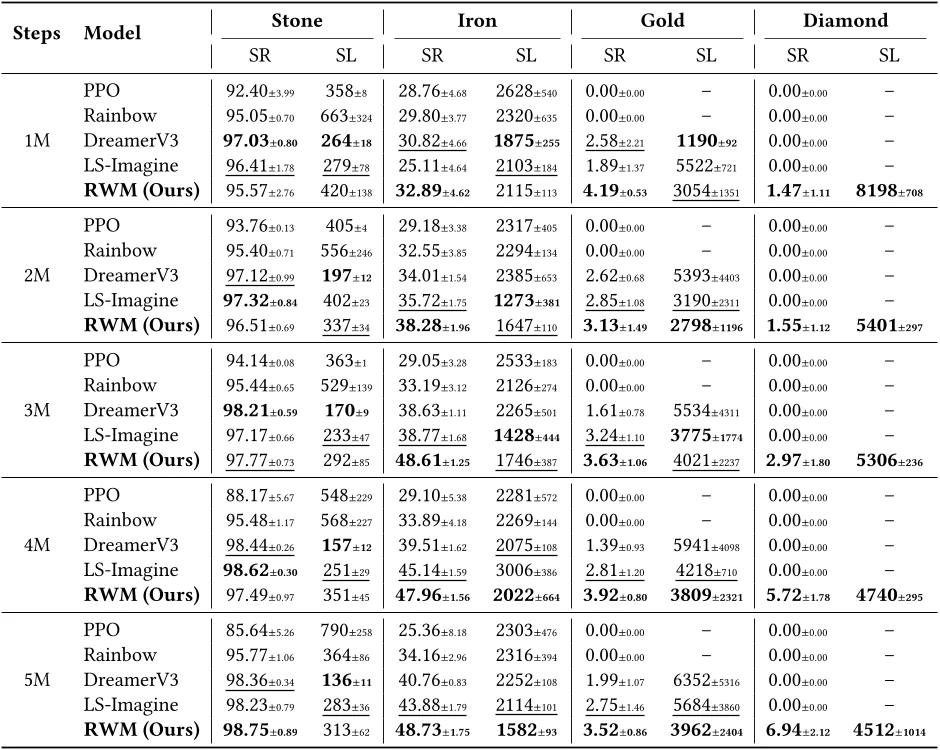 Steps Model Stone Iron Gold Diamond
SR SL SR SL SR SL SR SL
PPO 92.40±3.99 358±8 28.76±4.68 2628±540 0.00±0.00 – 0.00±0.00 –
Rainbow 95.05±0.70 663±324 29.80±3.77 2320±635 0.00±0.00 – 0.00±0.00 –
1M DreamerV3 97.03±0.80 264±18 30.82±4.66 1875±255 2.58±2.21 1190±92 0.00±0.00 –
LS-Imagine 96.41±1.78 279±78 25.11±4.64 2103±184 1.89±1.37 5522±721 0.00±0.00 –
RWM (Ours) 95.57±2.76 420±138 32.89±4.62 2115±113 4.19±0.53 3054±1351 1.47±1.11 8198±708
PPO 93.76±0.13 405±4 29.18±3.38 2317±405 0.00±0.00 – 0.00±0.00 –
Rainbow 95.40±0.71 556±246 32.55±3.85 2294±134 0.00±0.00 – 0.00±0.00 –
2M DreamerV3 97.12±0.99 197±12 34.01±1.54 2385±653 2.62±0.68 5393±4403 0.00±0.00 –
LS-Imagine 97.32±0.84 402±23 35.72±1.75 1273±381 2.85±1.08 3190±2311 0.00±0.00 –
RWM (Ours) 96.51±0.69 337±34 38.28±1.96 1647±110 3.13±1.49 2798±1196 1.55±1.12 5401±297
PPO 94.14±0.08 363±1 29.05±3.28 2533±183 0.00±0.00 – 0.00±0.00 –
Rainbow 95.44±0.65 529±139 33.19±3.12 2126±274 0.00±0.00 – 0.00±0.00 –
3M DreamerV3 98.21±0.59 170±9 38.63±1.11 2265±501 1.61±0.78 5534±4311 0.00±0.00 –
LS-Imagine 97.17±0.66 233±47 38.77±1.68 1428±444 3.24±1.10 3775±1774 0.00±0.00 –
RWM (Ours) 97.77±0.73 292±85 48.61±1.25 1746±387 3.63±1.06 4021±2237 2.97±1.80 5306±236
PPO 88.17±5.67 548±229 29.10±5.38 2281±572 0.00±0.00 – 0.00±0.00 –
Rainbow 95.48±1.17 568±227 33.89±4.18 2269±144 0.00±0.00 – 0.00±0.00 –
4M DreamerV3 98.44±0.26 157±12 39.51±1.62 2075±108 1.39±0.93 5941±4098 0.00±0.00 –
LS-Imagine 98.62±0.30 251±29 45.14±1.59 3006±386 2.81±1.20 4218±710 0.00±0.00 –
RWM (Ours) 97.49±0.97 351±45 47.96±1.56 2022±664 3.92±0.80 3809±2321 5.72±1.78 4740±295
PPO 85.64±5.26 790±258 25.36±8.18 2303±476 0.00±0.00 – 0.00±0.00 –
Rainbow 95.77±1.06 364±86 34.16±2.96 2316±394 0.00±0.00 – 0.00±0.00 –
5M DreamerV3 98.36±0.34 136±11 40.76±0.83 2252±108 1.99±1.07 6352±5316 0.00±0.00 –
LS-Imagine 98.23±0.79 283±36 43.88±1.79 2114±101 2.75±1.46 5684±3860 0.00±0.00 –
RWM (Ours) 98.75±0.89 313±62 48.73±1.75 1582±93 3.52±0.86 3962±2404 6.94±2.12 4512±1014